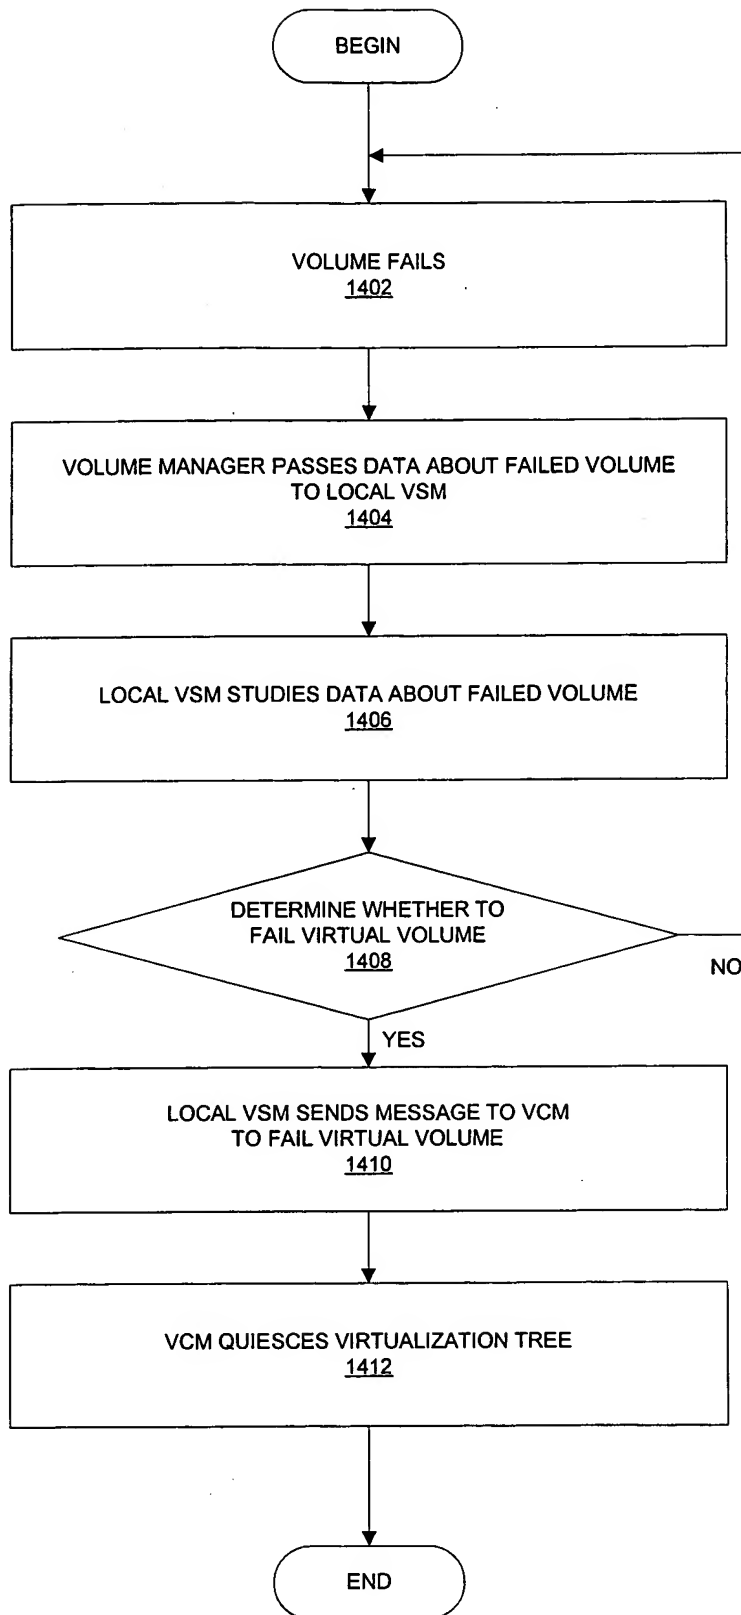 BEGIN
VOLUME FAILS
1402
VOLUME MANAGER PASSES DATA ABOUT FAILED VOLUME
TO LOCAL VSM
1404
LOCAL VSM STUDIES DATA ABOUT FAILED VOLUME
1406
DETERMINE WHETHER TO
FAIL VIRTUAL VOLUME
1408
NO
YES
LOCAL VSM SENDS MESSAGE TO VCM
TO FAIL VIRTUAL VOLUME
1410
VCM QUIESCES VIRTUALIZATION TREE
1412
END